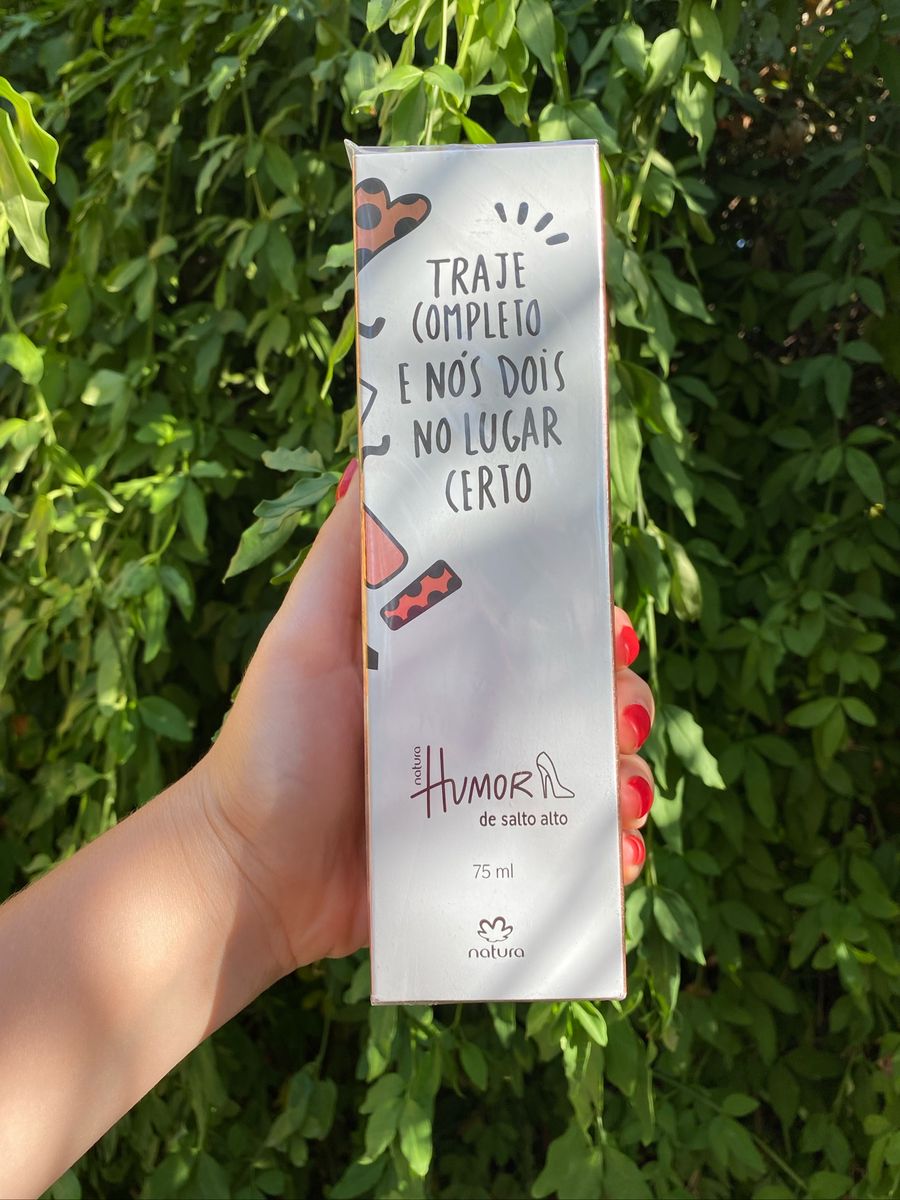 TRAJE
COMPLETO
E NÓS DOIS
NO LUGAR
CERTO
natura
HUMOR
de salto alto
75 ml
natura